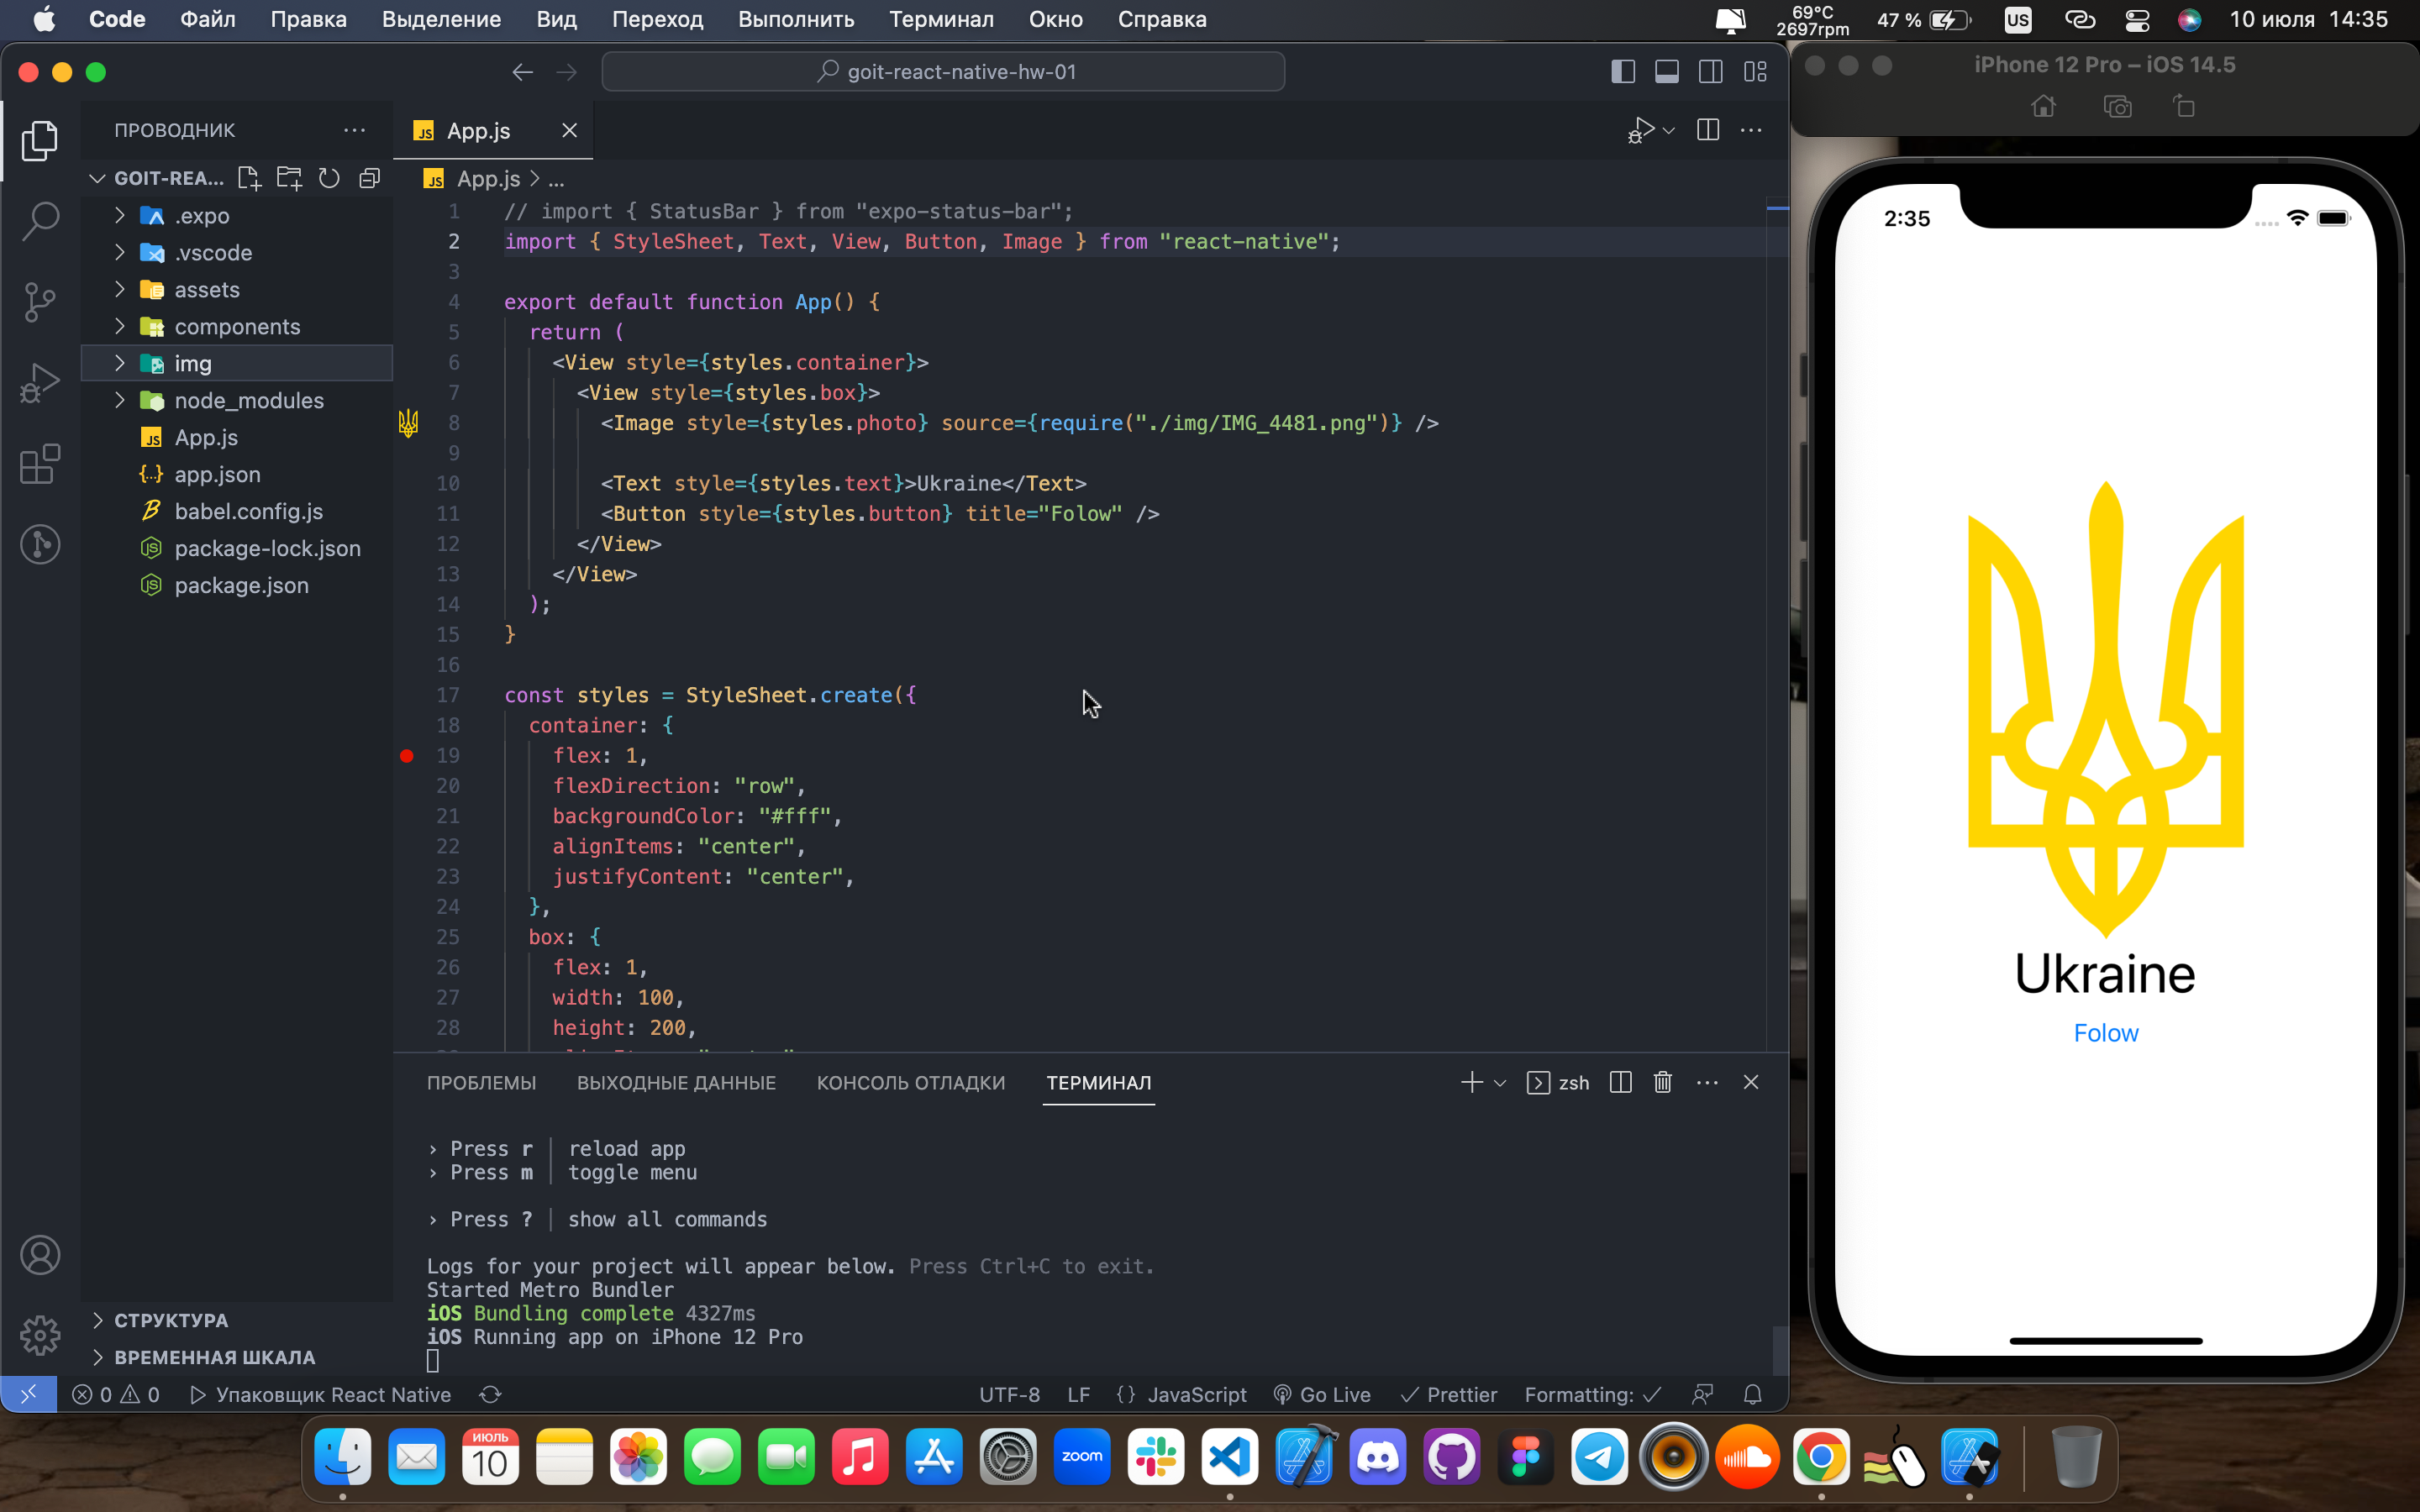 Code Файл Правка Выделение Вид Переход Выполнить Терминал Окно Справка
69°C
2697rpm
47 %
US
10 июля 14:35
goit-react-native-hw-01
ПРОВОДНИК
GOIT-REA...
.expo
.vscode
assets
components
img
node_modules
JS App.js
{..} app.json
babel.config.js
package-lock.json
package.json
СТРУКТУРА
ВРЕМЕННАЯ ШКАЛА
JS App.js
JS App.js > ...
1 // import { StatusBar } from "expo-status-bar";
2 import { StyleSheet, Text, View, Button, Image } from "react-native";
3
4 export default function App() {
5 return (
6 <View style={styles.container}>
7 <View style={styles.box}>
8 <Image style={styles.photo} source={require("./img/IMG_4481.png")} />
9
10 <Text style={styles.text}>Ukraine</Text>
11 <Button style={styles.button} title="Folow" />
12 </View>
13 </View>
14 );
15 }
16
17 const styles = StyleSheet.create({
18 container: {
19 flex: 1,
20 flexDirection: "row",
21 backgroundColor: "#fff",
22 alignItems: "center",
23 justifyContent: "center",
24 },
25 box: {
26 flex: 1,
27 width: 100,
28 height: 200,
ПРОБЛЕМЫ ВЫХОДНЫЕ ДАННЫЕ КОНСОЛЬ ОТЛАДКИ ТЕРМИНАЛ
zsh
› Press r │ reload app
› Press m │ toggle menu
› Press ? │ show all commands
Logs for your project will appear below. Press Ctrl+C to exit.
Started Metro Bundler
iOS Bundling complete 4327ms
iOS Running app on iPhone 12 Pro
0 0 Упаковщик React Native
UTF-8 LF {} JavaScript Go Live Prettier Formatting:
iPhone 12 Pro – iOS 14.5
2:35
Ukraine
Folow
ИЮЛЬ
10
zoom